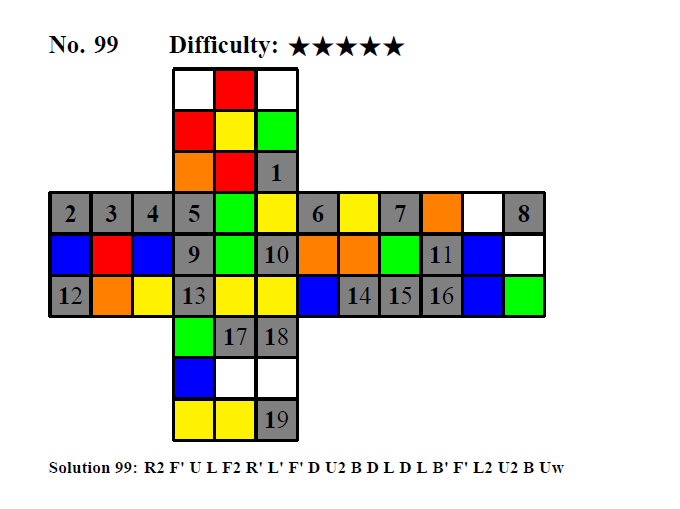 No. 99 Difficulty: ★★★★★
1
2 3 4 5 6 7 8
9 10 11
12 13 14 15 16
17 18
19
Solution 99: R2 F' U L F2 R' L' F' D U2 B D L D L B' F' L2 U2 B Uw